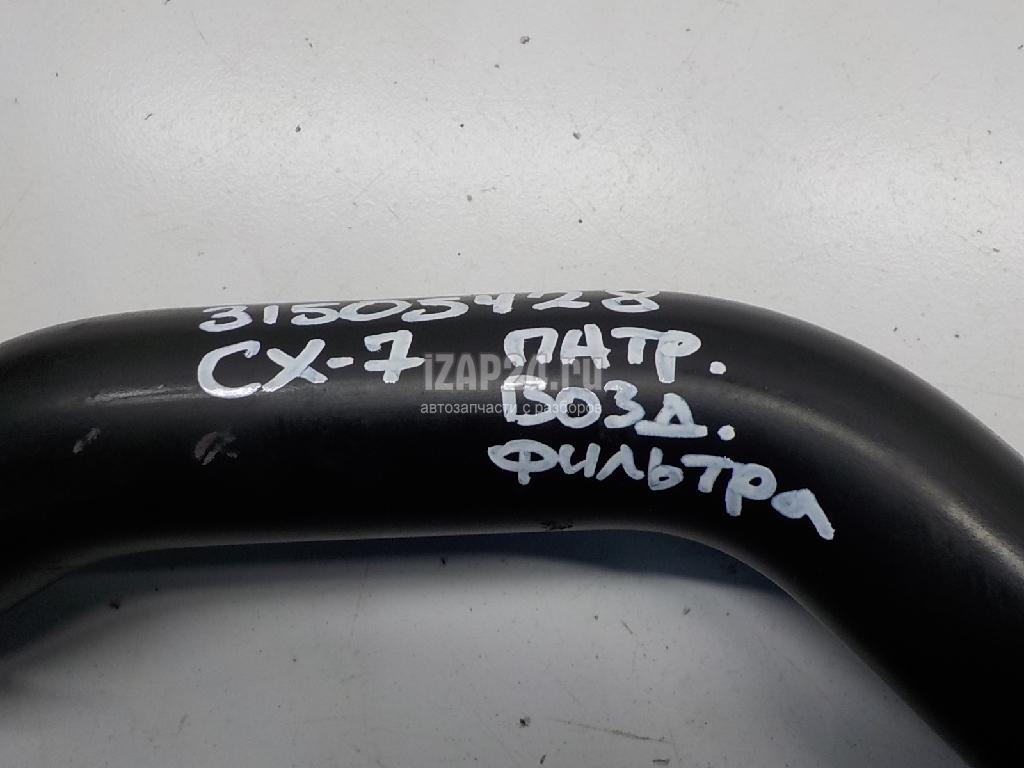 31505428
CX-7 ПАТР.
ВОЗД.
ФИЛЬТРА
iZAP24.ru
автозапчасти с разборов